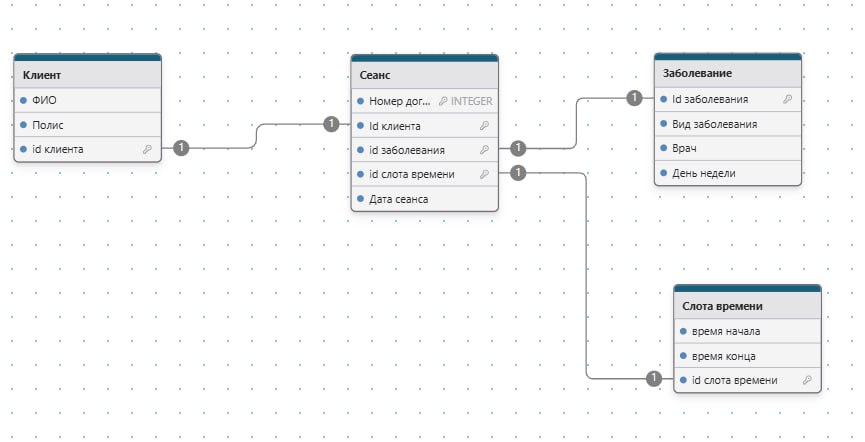 Клиент
ФИО
Полис
id клиента
1
1
Сеанс
Номер дог... INTEGER
Id клиента
id заболевания
id слота времени
Дата сеанса
1
1
1
Заболевание
Id заболевания
Вид заболевания
Врач
День недели
1
Слота времени
время начала
время конца
id слота времени